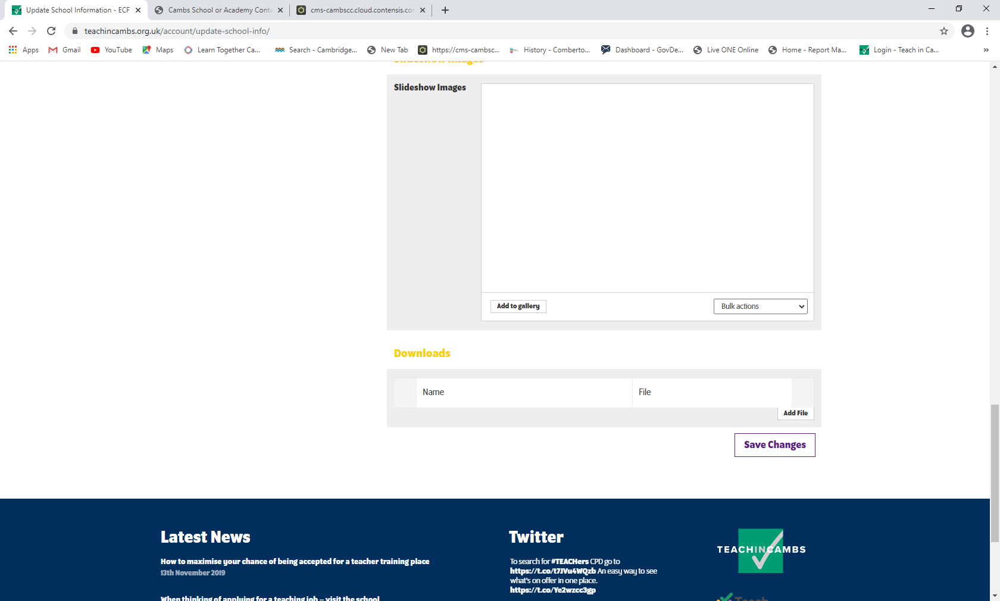 Update School Information - ECF
Cambs School or Academy Conta
cms-cambscc.cloud.contensis.co
teachincambs.org.uk/account/update-school-info/
Apps
Gmail
YouTube
Maps
Learn Together Ca...
Search - Cambridge...
New Tab
https://cms-cambsc...
History - Comberto...
Dashboard - GovDe...
Live ONE Online
Home - Report Ma...
Login - Teach in Ca...
Slideshow Images
Slideshow Images
Add to gallery
Bulk actions
Downloads
Name
File
Add File
Save Changes
Latest News
How to maximise your chance of being accepted for a teacher training place
13th November 2019
When thinking of applying for a teaching job – visit the school
Twitter
To search for #TEACHers CPD go to
https://t.co/t7JVu4WQzb An easy way to see
what's on offer in one place.
https://t.co/Ye2wzcc3gp
TEACHINCAMBS
Teach